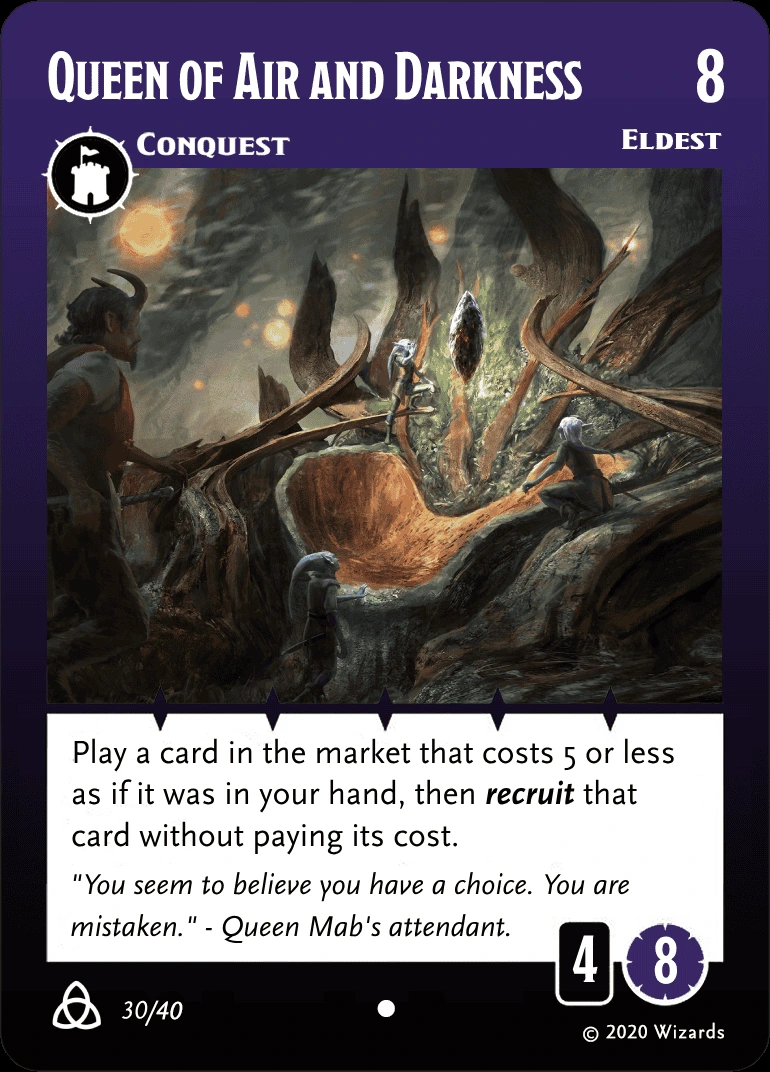 Queen of Air and Darkness 8
Conquest Eldest
Play a card in the market that costs 5 or less
as if it was in your hand, then recruit that
card without paying its cost.
"You seem to believe you have a choice. You are
mistaken." - Queen Mab's attendant.
4 8
30/40
© 2020 Wizards